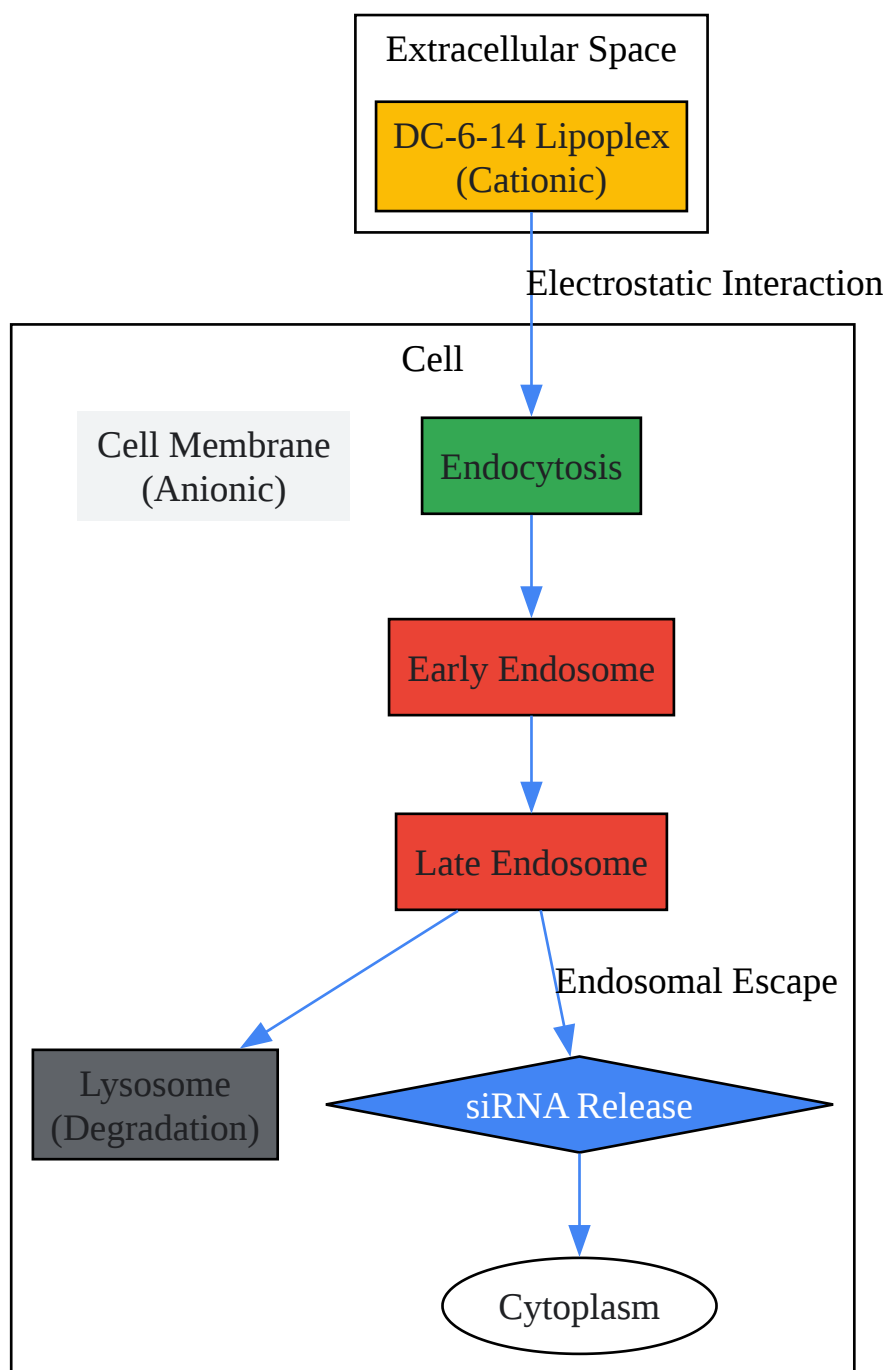 Extracellular Space
DC-6-14 Lipoplex
(Cationic)
Electrostatic Interaction
Cell
Cell Membrane
(Anionic)
Endocytosis
Early Endosome
Late Endosome
Endosomal Escape
Lysosome
(Degradation)
siRNA Release
Cytoplasm